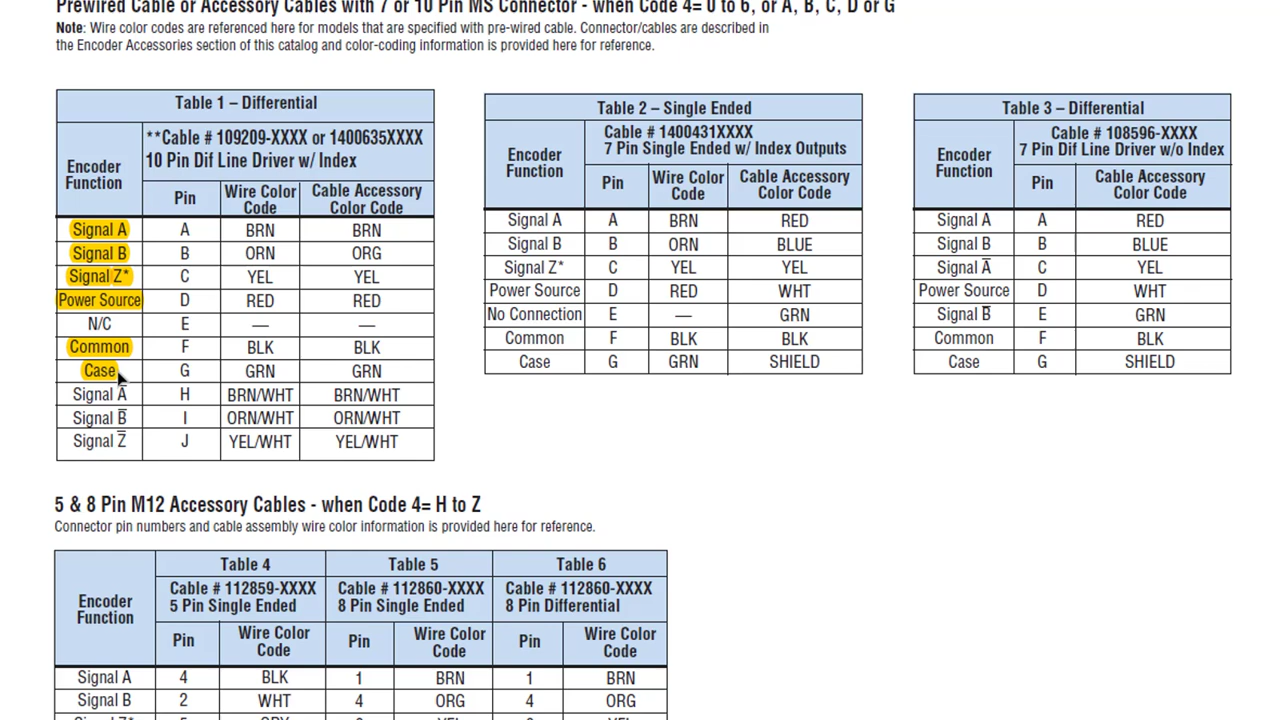 Prewired Cable or Accessory Cables with 7 or 10 Pin MS Connector - when Code 4= 0 to 6, or A, B, C, D or G
Note: Wire color codes are referenced here for models that are specified with pre-wired cable. Connector/cables are described in
the Encoder Accessories section of this catalog and color-coding information is provided here for reference.
Table 1 – Differential
Encoder
Function
**Cable # 109209-XXXX or 1400635XXXX
10 Pin Dif Line Driver w/ Index
Pin
Wire Color
Code
Cable Accessory
Color Code
Signal A A BRN BRN
Signal B B ORN ORG
Signal Z* C YEL YEL
Power Source D RED RED
N/C E — —
Common F BLK BLK
Case G GRN GRN
Signal A̅ H BRN/WHT BRN/WHT
Signal B̅ I ORN/WHT ORN/WHT
Signal Z̅ J YEL/WHT YEL/WHT
Table 2 – Single Ended
Encoder
Function
Cable # 1400431XXXX
7 Pin Single Ended w/ Index Outputs
Pin
Wire Color
Code
Cable Accessory
Color Code
Signal A A BRN RED
Signal B B ORN BLUE
Signal Z* C YEL YEL
Power Source D RED WHT
No Connection E — GRN
Common F BLK BLK
Case G GRN SHIELD
Table 3 – Differential
Encoder
Function
Cable # 108596-XXXX
7 Pin Dif Line Driver w/o Index
Pin
Cable Accessory
Color Code
Signal A A RED
Signal B B BLUE
Signal A̅ C YEL
Power Source D WHT
Signal B̅ E GRN
Common F BLK
Case G SHIELD
5 & 8 Pin M12 Accessory Cables - when Code 4= H to Z
Connector pin numbers and cable assembly wire color information is provided here for reference.
Encoder
Function
Table 4 Table 5 Table 6
Cable # 112859-XXXX Cable # 112860-XXXX Cable # 112860-XXXX
5 Pin Single Ended 8 Pin Single Ended 8 Pin Differential
Pin Wire Color Code Pin Wire Color Code Pin Wire Color Code
Signal A 4 BLK 1 BRN 1 BRN
Signal B 2 WHT 4 ORG 4 ORG